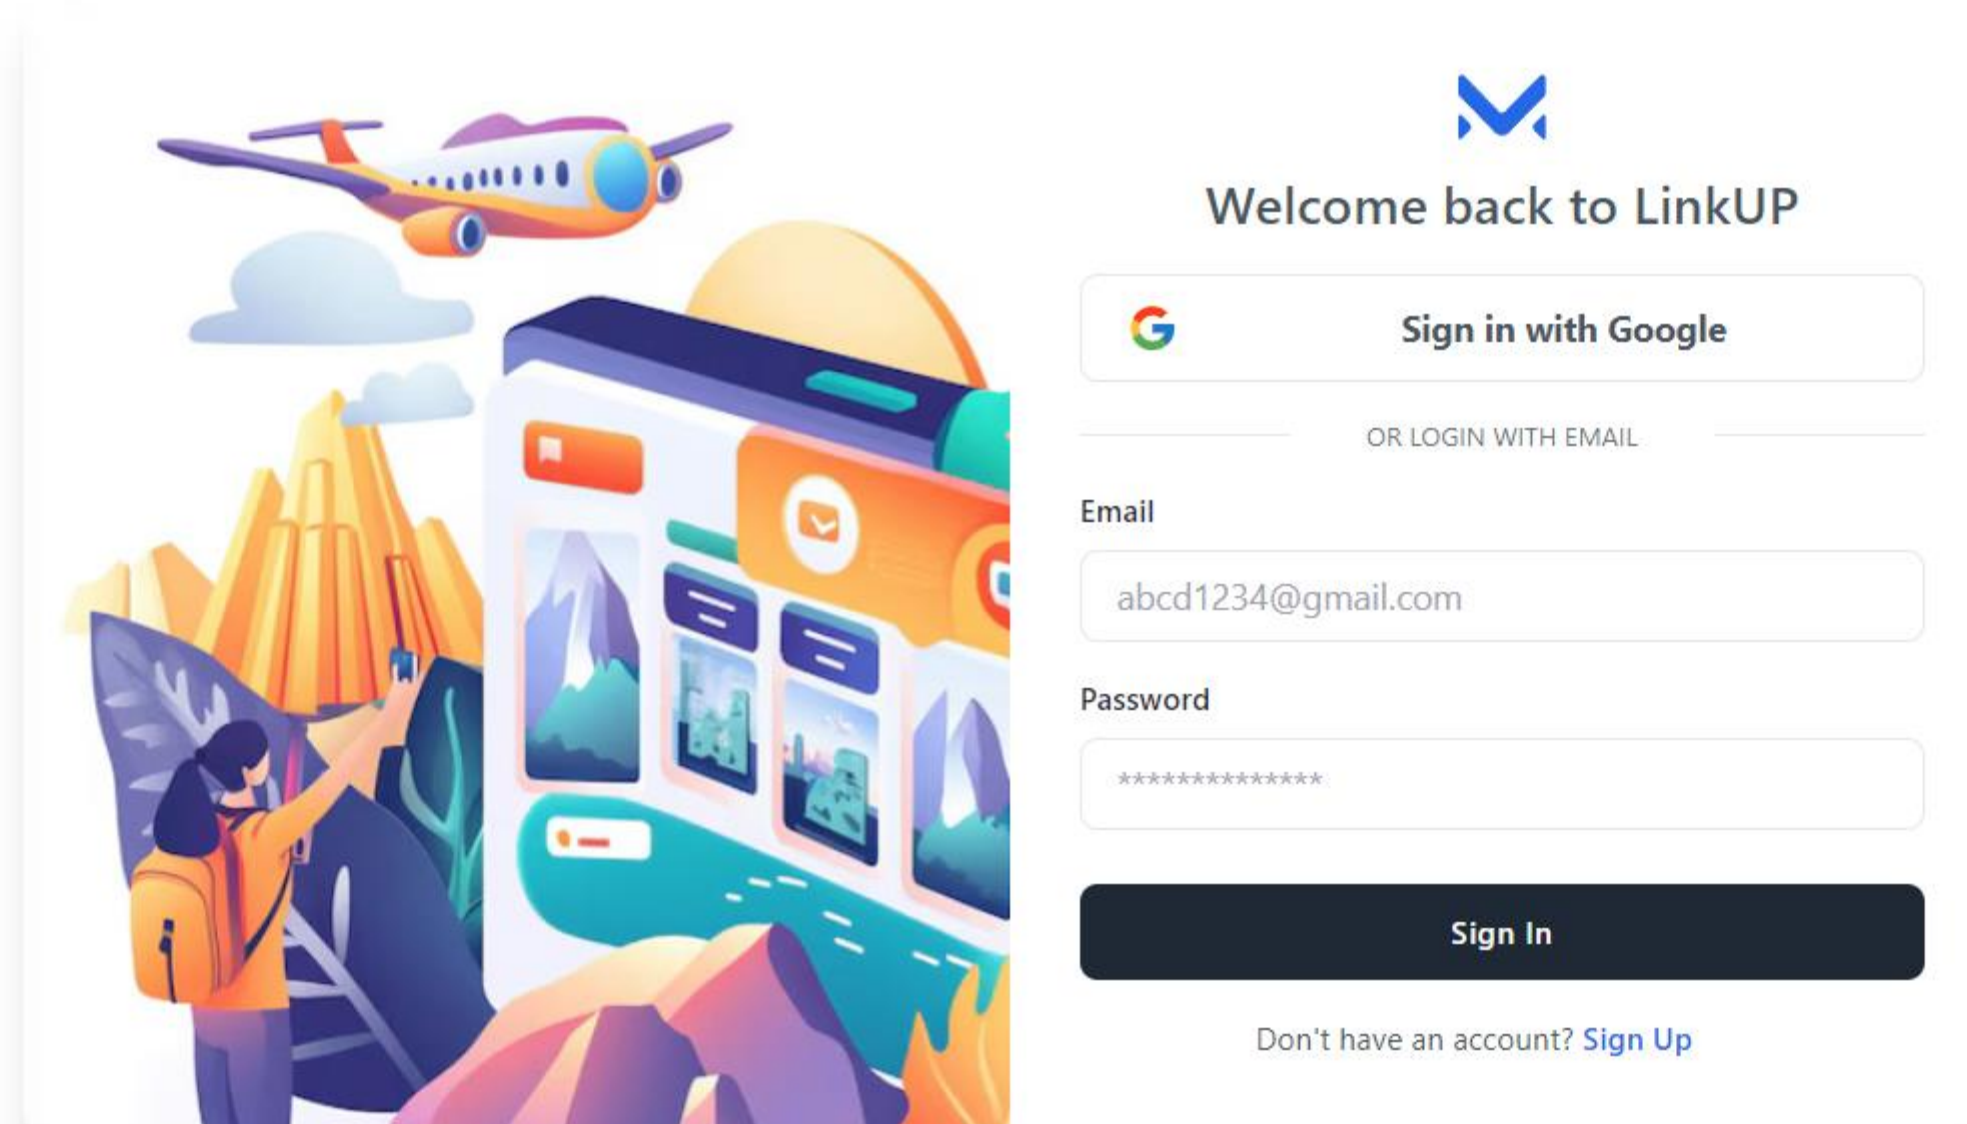 Welcome back to LinkUP
Sign in with Google
OR LOGIN WITH EMAIL
Email
abcd1234@gmail.com
Password
**************
Sign In
Don't have an account? Sign Up